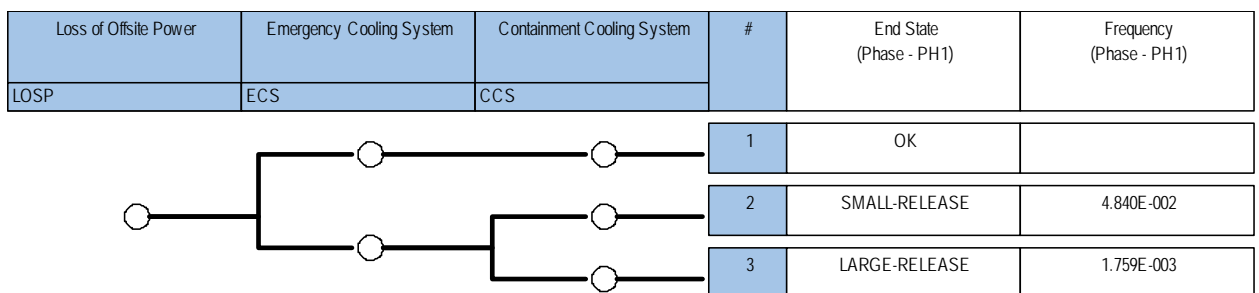 Loss of Offsite Power Emergency Cooling System Containment Cooling System # End State Frequency
(Phase - PH1) (Phase - PH1)
LOSP ECS CCS
1 OK
2 SMALL-RELEASE 4.840E-002
3 LARGE-RELEASE 1.759E-003